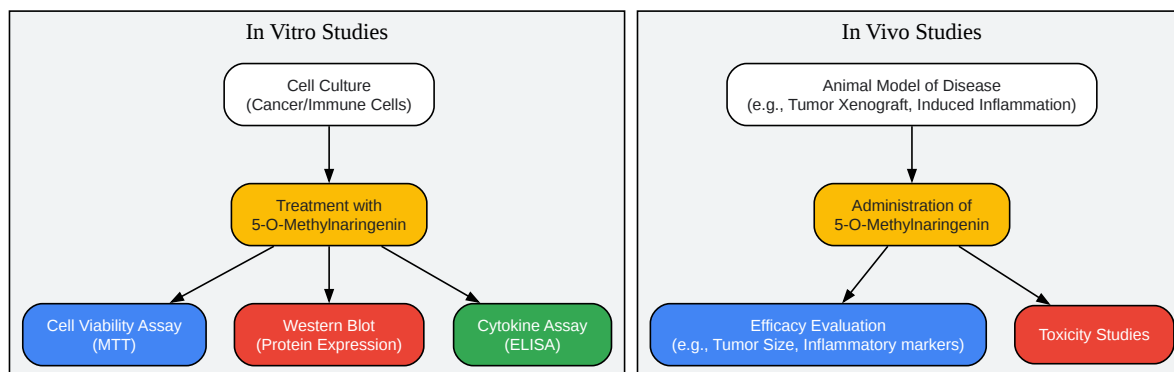 In Vitro Studies
Cell Culture
(Cancer/Immune Cells)
Treatment with
5-O-Methylnaringenin
Cell Viability Assay
(MTT)
Western Blot
(Protein Expression)
Cytokine Assay
(ELISA)
In Vivo Studies
Animal Model of Disease
(e.g., Tumor Xenograft, Induced Inflammation)
Administration of
5-O-Methylnaringenin
Efficacy Evaluation
(e.g., Tumor Size, Inflammatory markers)
Toxicity Studies